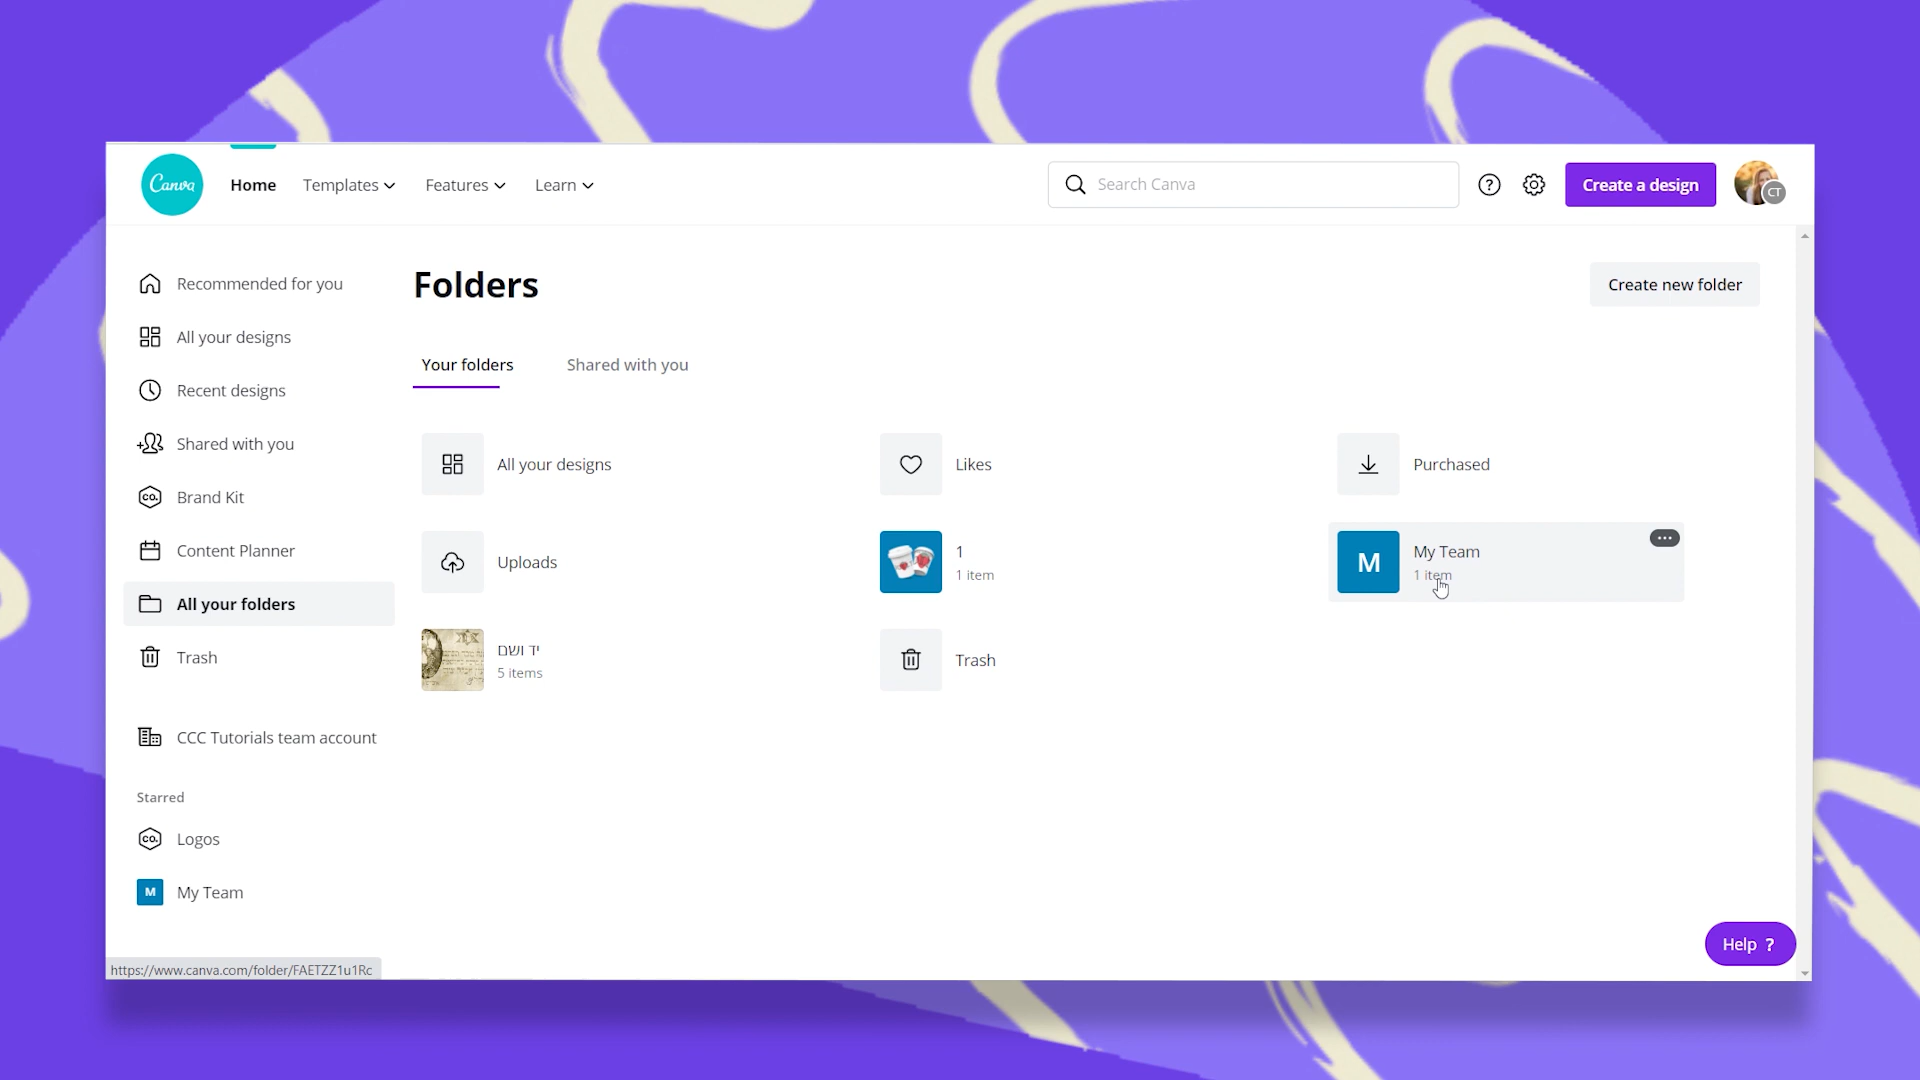 Canva
Home
Templates
Features
Learn
Search Canva
Create a design
CT
Recommended for you
All your designs
Recent designs
Shared with you
co.
Brand Kit
Content Planner
All your folders
Trash
CCC Tutorials team account
Starred
co.
Logos
M
My Team
https://www.canva.com/folder/FAETZZ1u1Rc
Folders
Create new folder
Your folders
Shared with you
All your designs
Likes
Purchased
Uploads
1
1 item
M
My Team
1 item
יד ושם
5 items
Trash
Help ?